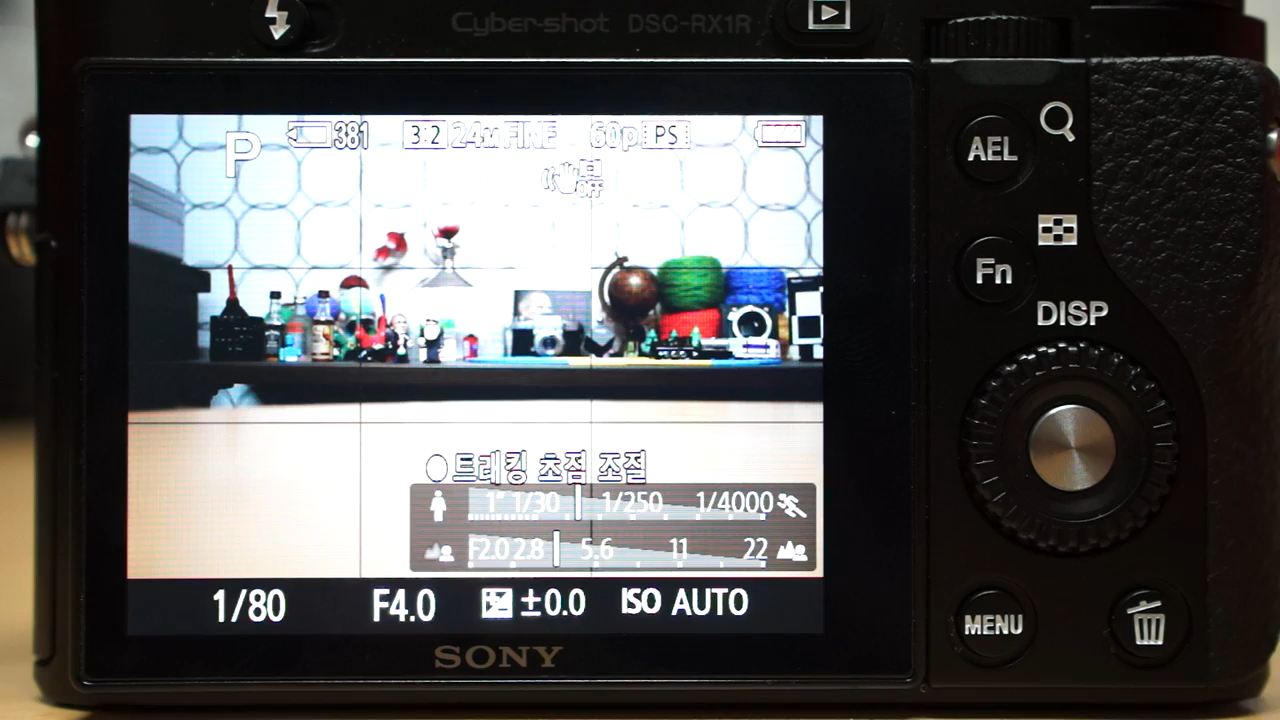 Cyber-shot DSC-RX1R
P 381 3:2 24M FINE 60p PS
OFF
트래킹 초점 조절
1" 1/30 1/250 1/4000
F2.0 2.8 5.6 11 22
1/80 F4.0 ±0.0 ISO AUTO
SONY
AEL
Fn
DISP
MENU